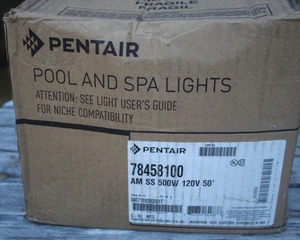 FRAGILE
PENTAIR
POOL AND SPA LIGHTS
ATTENTION: SEE LIGHT USER'S GUIDE
FOR NICHE COMPATIBILITY
PENTAIR
78458100
AM SS 500W 120V 50'